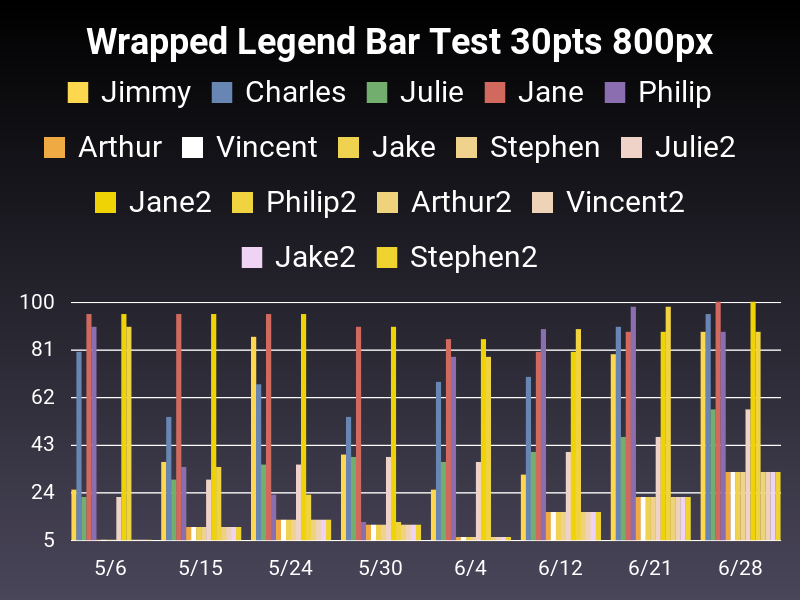 Wrapped Legend Bar Test 30pts 800px
Jimmy Charles Julie Jane Philip
Arthur Vincent Jake Stephen Julie2
Jane2 Philip2 Arthur2 Vincent2
Jake2 Stephen2
100
81
62
43
24
5
5/6 5/15 5/24 5/30 6/4 6/12 6/21 6/28